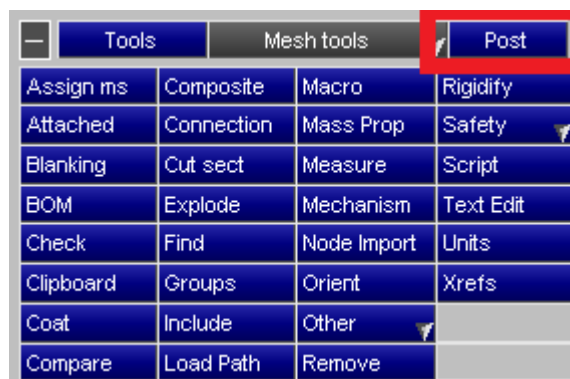 Tools Mesh tools Post
Assign ms Composite Macro Rigidify
Attached Connection Mass Prop Safety
Blanking Cut sect Measure Script
BOM Explode Mechanism Text Edit
Check Find Node Import Units
Clipboard Groups Orient Xrefs
Coat Include Other
Compare Load Path Remove